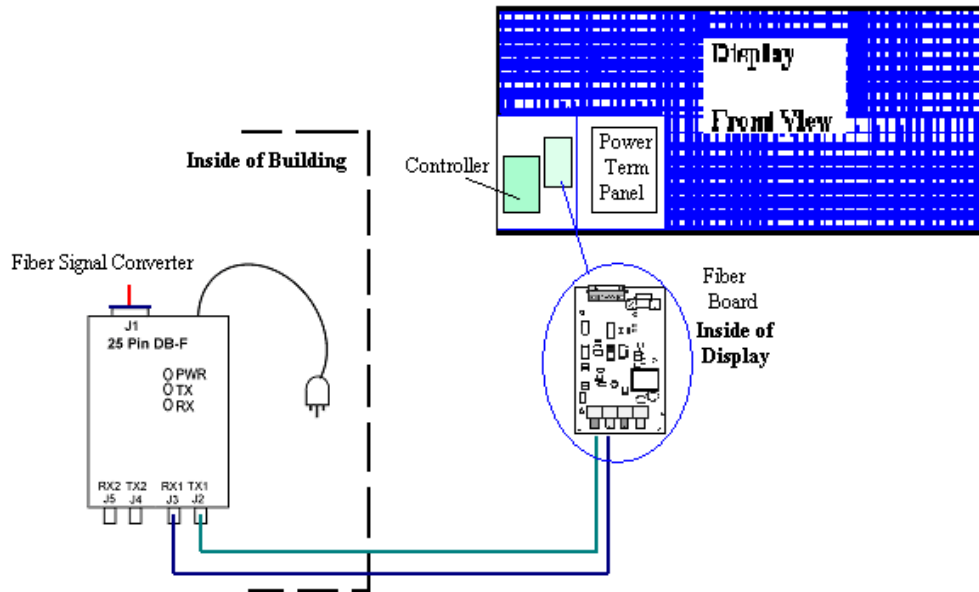 Display
Front View
Inside of Building
Controller
Power
Term
Panel
Fiber Signal Converter
Fiber
Board
Inside of
Display
J1
25 Pin DB-F
PWR
TX
RX
RX2 TX2 RX1 TX1
J5 J4 J3 J2